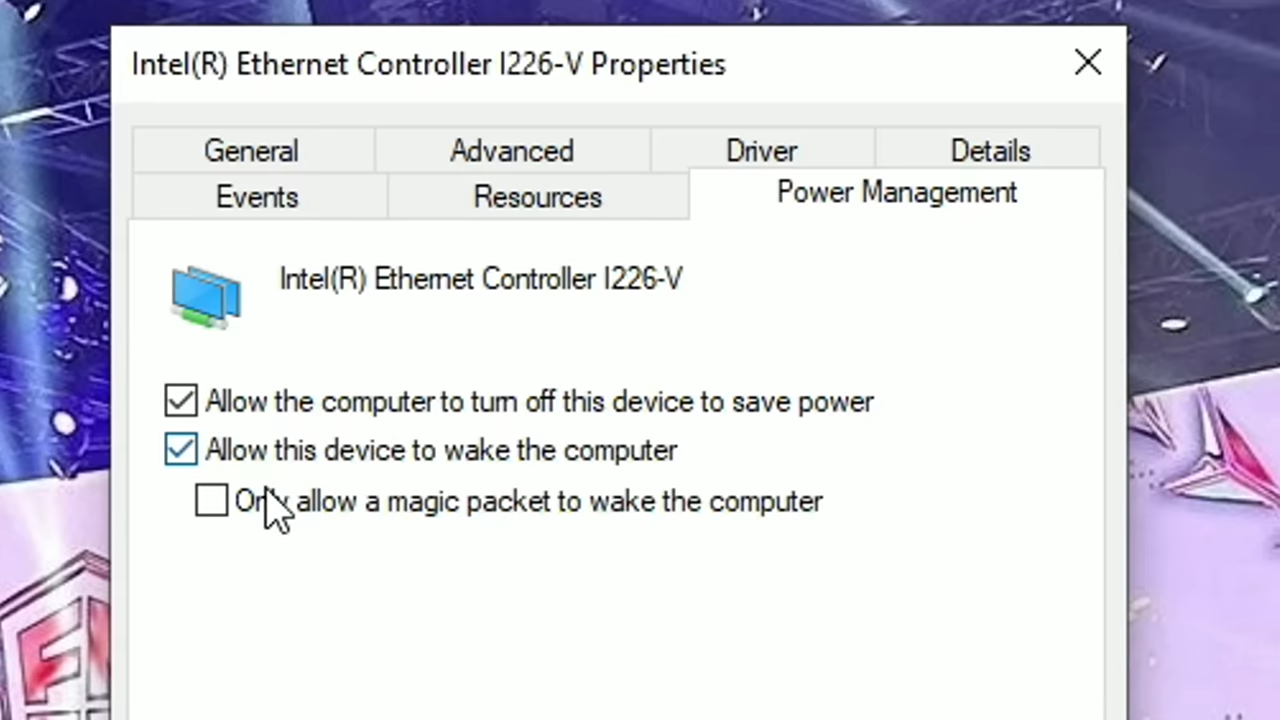 Intel(R) Ethernet Controller I226-V Properties
General Advanced Driver Details
Events Resources Power Management
Intel(R) Ethernet Controller I226-V
Allow the computer to turn off this device to save power
Allow this device to wake the computer
Only allow a magic packet to wake the computer